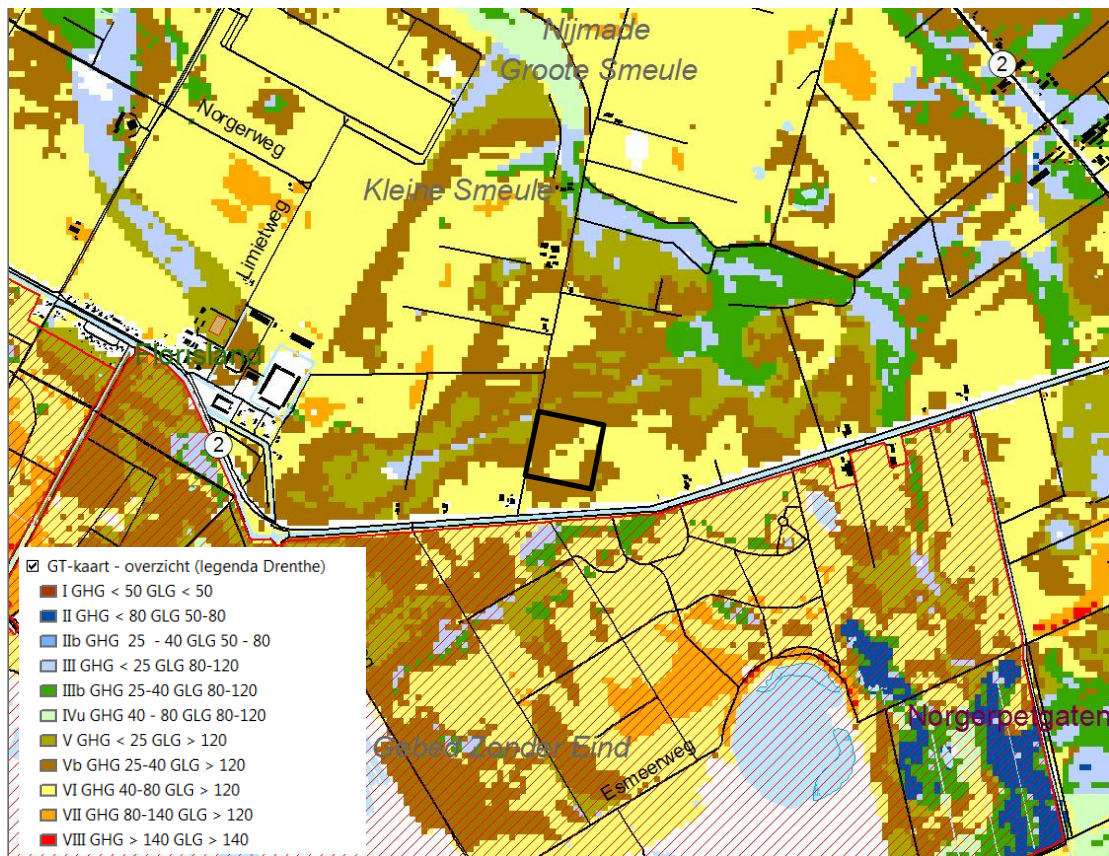 Nijmade
Groote Smeule
2
Norgerweg
Kleine Smeule
Limietweg
Florisland
2
GT-kaart - overzicht (legenda Drenthe)
I GHG < 50 GLG < 50
II GHG < 80 GLG 50-80
IIb GHG 25 - 40 GLG 50 - 80
III GHG < 25 GLG 80-120
IIIb GHG 25-40 GLG 80-120
IVu GHG 40 - 80 GLG 80-120
V GHG < 25 GLG > 120
Vb GHG 25-40 GLG > 120
VI GHG 40-80 GLG > 120
VII GHG 80-140 GLG > 120
VIII GHG > 140 GLG > 140
Norgerpetgaten
Gebed Zonder Eind
Esmeerweg